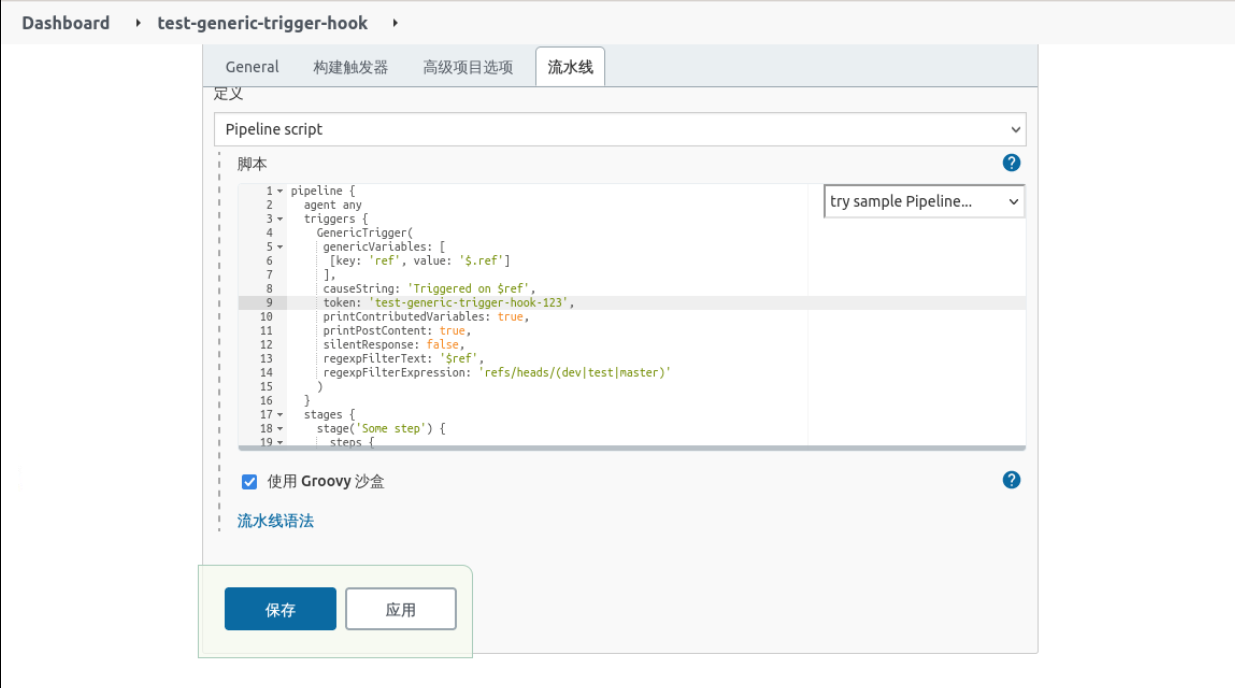 Dashboard test-generic-trigger-hook
General 构建触发器 高级项目选项 流水线
定义
Pipeline script
脚本
try sample Pipeline...
1 pipeline {
2 agent any
3 triggers {
4 GenericTrigger(
5 genericVariables: [
6 [key: 'ref', value: '$.ref']
7 ],
8 causeString: 'Triggered on $ref',
9 token: 'test-generic-trigger-hook-123',
10 printContributedVariables: true,
11 printPostContent: true,
12 silentResponse: false,
13 regexpFilterText: '$ref',
14 regexpFilterExpression: 'refs/heads/(dev|test|master)'
15 )
16 }
17 stages {
18 stage('Some step') {
19 steps {
使用 Groovy 沙盒
流水线语法
保存 应用